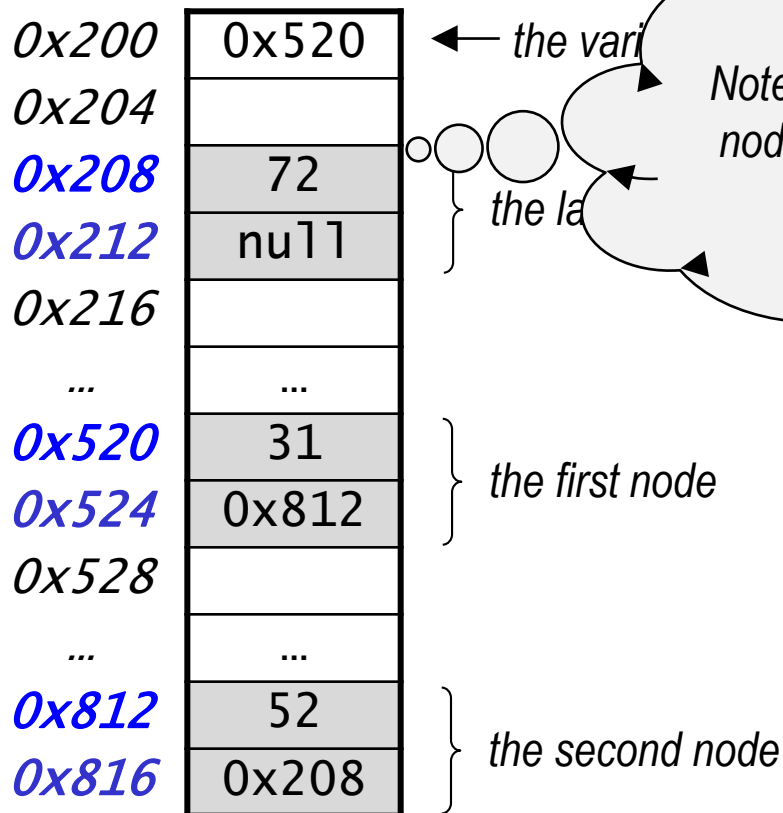 0x200 0x520 the vari
0x204 Note
nod
0x208 72
the la
0x212 null
0x216
... ...
0x520 31
the first node
0x524 0x812
0x528
... ...
0x812 52
the second node
0x816 0x208